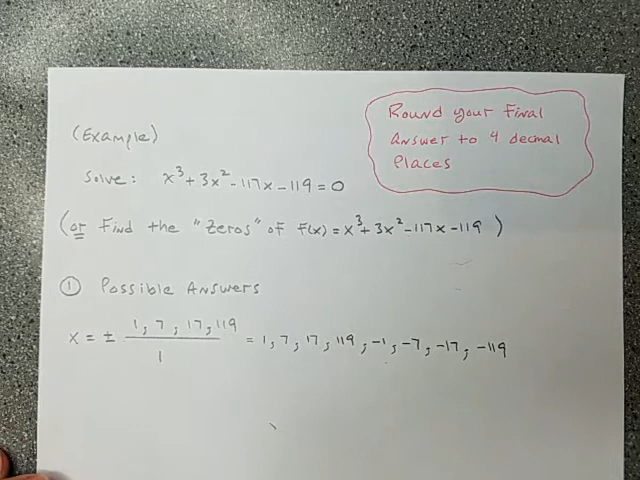 Round your Final
Answer to 4 decmal
Places
(Example)
Solve: x³ + 3x² - 117x - 119 = 0
(or Find the "Zeros" of F(x) = x³ + 3x² - 117x - 119)
① Possible Answers
x = ± 1, 7, 17, 119 / 1 = 1, 7, 17, 119, -1, -7, -17, -119